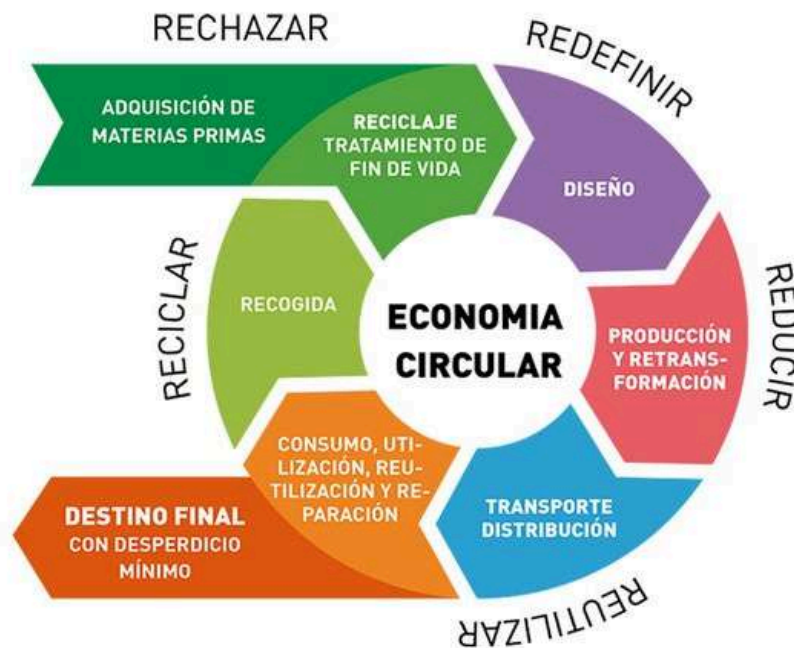 RECHAZAR
REDEFINIR
ADQUISICIÓN DE
MATERIAS PRIMAS
RECICLAJE
TRATAMIENTO DE
FIN DE VIDA
DISEÑO
RECICLAR
RECOGIDA
ECONOMIA
CIRCULAR
PRODUCCIÓN
Y RETRANS-
FORMACIÓN
REDUCIR
CONSUMO, UTI-
LIZACIÓN, REU-
TILIZACIÓN Y RE-
PARACIÓN
DESTINO FINAL
CON DESPERDICIO
MÍNIMO
TRANSPORTE
DISTRIBUCIÓN
REUTILIZAR